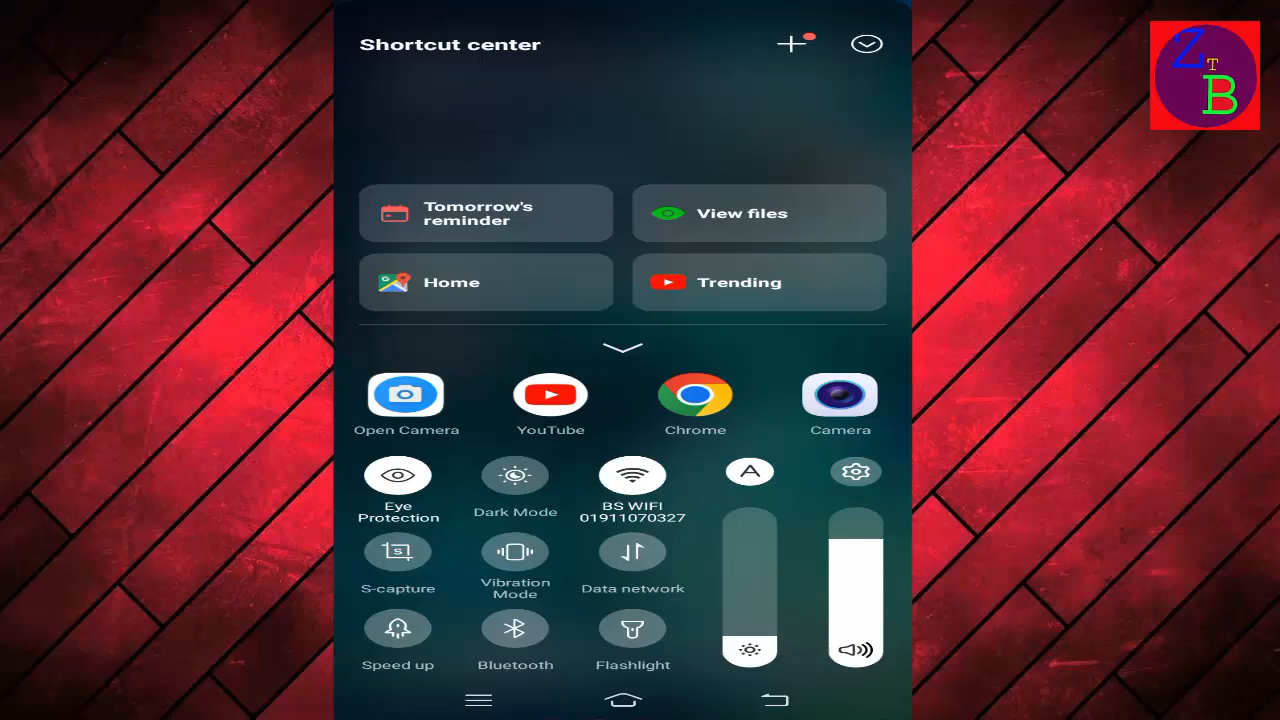 Shortcut center
Z
T
B
Tomorrow's
reminder
View files
Home
Trending
Open Camera
YouTube
Chrome
Camera
A
Eye
Protection
Dark Mode
BS WIFI
01911070327
S
S-capture
Vibration
Mode
Data network
Speed up
Bluetooth
Flashlight